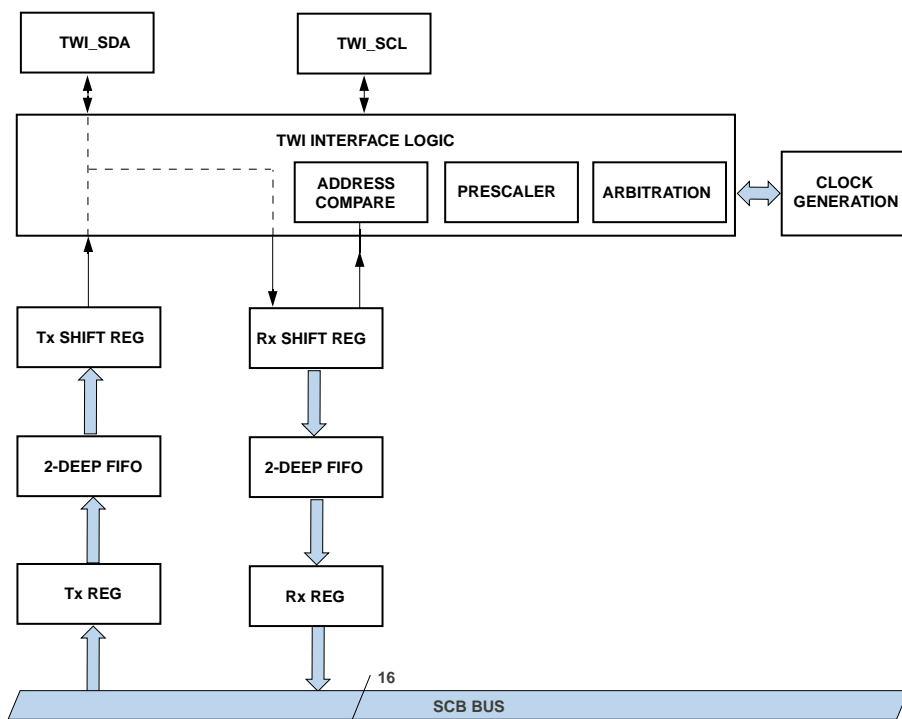 TWI_SDA
TWI_SCL
TWI INTERFACE LOGIC
ADDRESS
COMPARE
PRESCALER
ARBITRATION
CLOCK
GENERATION
Tx SHIFT REG
Rx SHIFT REG
2-DEEP FIFO
2-DEEP FIFO
Tx REG
Rx REG
16
SCB BUS